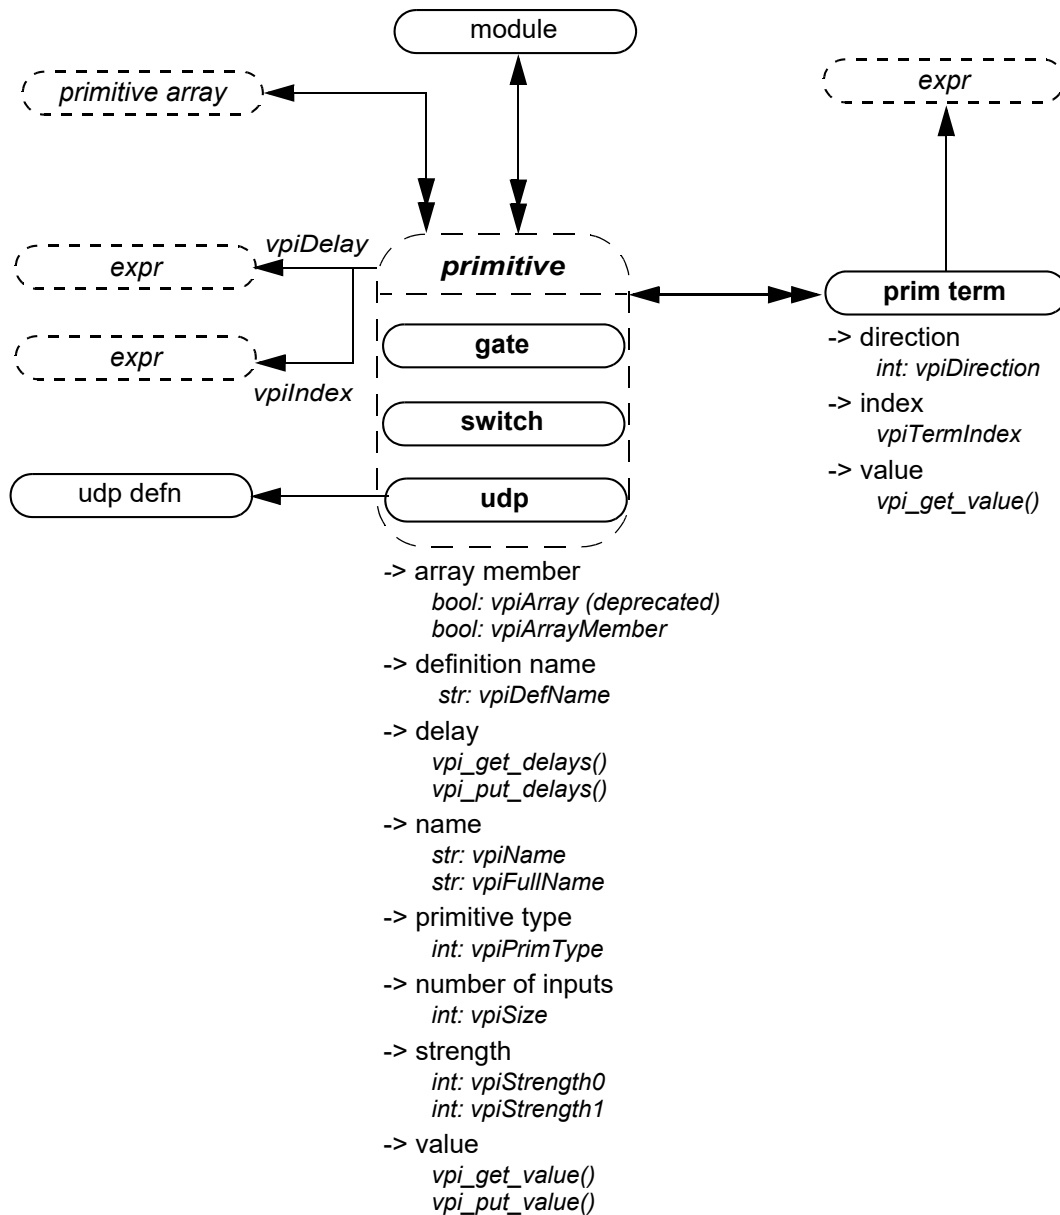 module
primitive array
expr
vpiDelay
expr
primitive
expr
vpiIndex
gate
switch
udp defn
udp
prim term
-> direction
int: vpiDirection
-> index
vpiTermIndex
-> value
vpi_get_value()
-> array member
bool: vpiArray (deprecated)
bool: vpiArrayMember
-> definition name
str: vpiDefName
-> delay
vpi_get_delays()
vpi_put_delays()
-> name
str: vpiName
str: vpiFullName
-> primitive type
int: vpiPrimType
-> number of inputs
int: vpiSize
-> strength
int: vpiStrength0
int: vpiStrength1
-> value
vpi_get_value()
vpi_put_value()